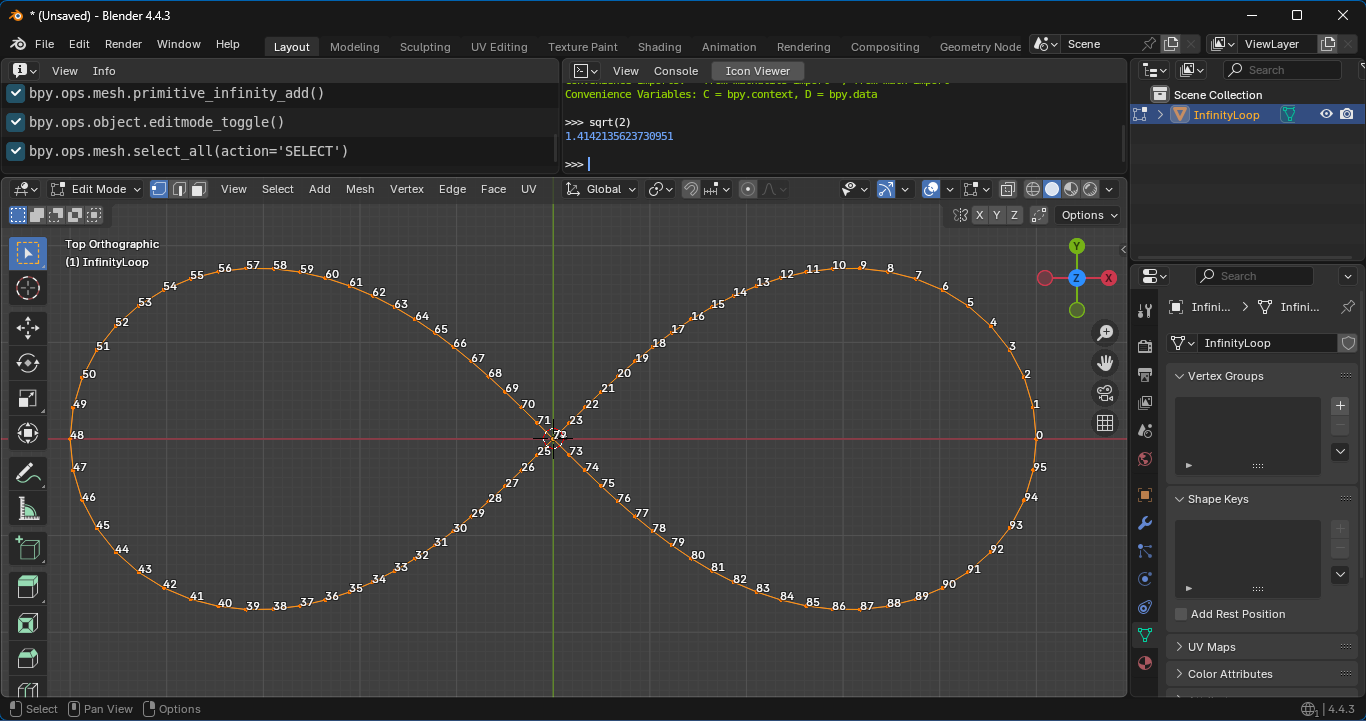 * (Unsaved) - Blender 4.4.3
File Edit Render Window Help
Layout Modeling Sculpting UV Editing Texture Paint Shading Animation Rendering Compositing Geometry Node
Scene
ViewLayer
View Info
bpy.ops.mesh.primitive_infinity_add()
bpy.ops.object.editmode_toggle()
bpy.ops.mesh.select_all(action='SELECT')
View Console Icon Viewer
Convenience Variables: C = bpy.context, D = bpy.data
>>> sqrt(2)
1.4142135623730951
>>>
Search
Scene Collection
InfinityLoop
Edit Mode View Select Add Mesh Vertex Edge Face UV Global
X Y Z Options
Top Orthographic
(1) InfinityLoop
Y
Z X
55 56 57 58 59 60
54 61
53 62
52 63
64
65
51 66
67
50 68
69
49 70
71
48 72
47 25
26
46 27
28
45 29
30
44 31
32
43 33
42 34
41 40 39 38 37 36 35
13 12 11 10 9 8 7
14 6
15 5
16
17 4
18 3
19
20 2
21
22 1
23
0
73 95
74
75 94
76
77 93
78
79 92
80
81 91
82 90
83 84 85 86 87 88 89
Search
Infini... > Infini...
InfinityLoop
Vertex Groups
Shape Keys
Add Rest Position
UV Maps
Color Attributes
Select Pan View Options
4.4.3